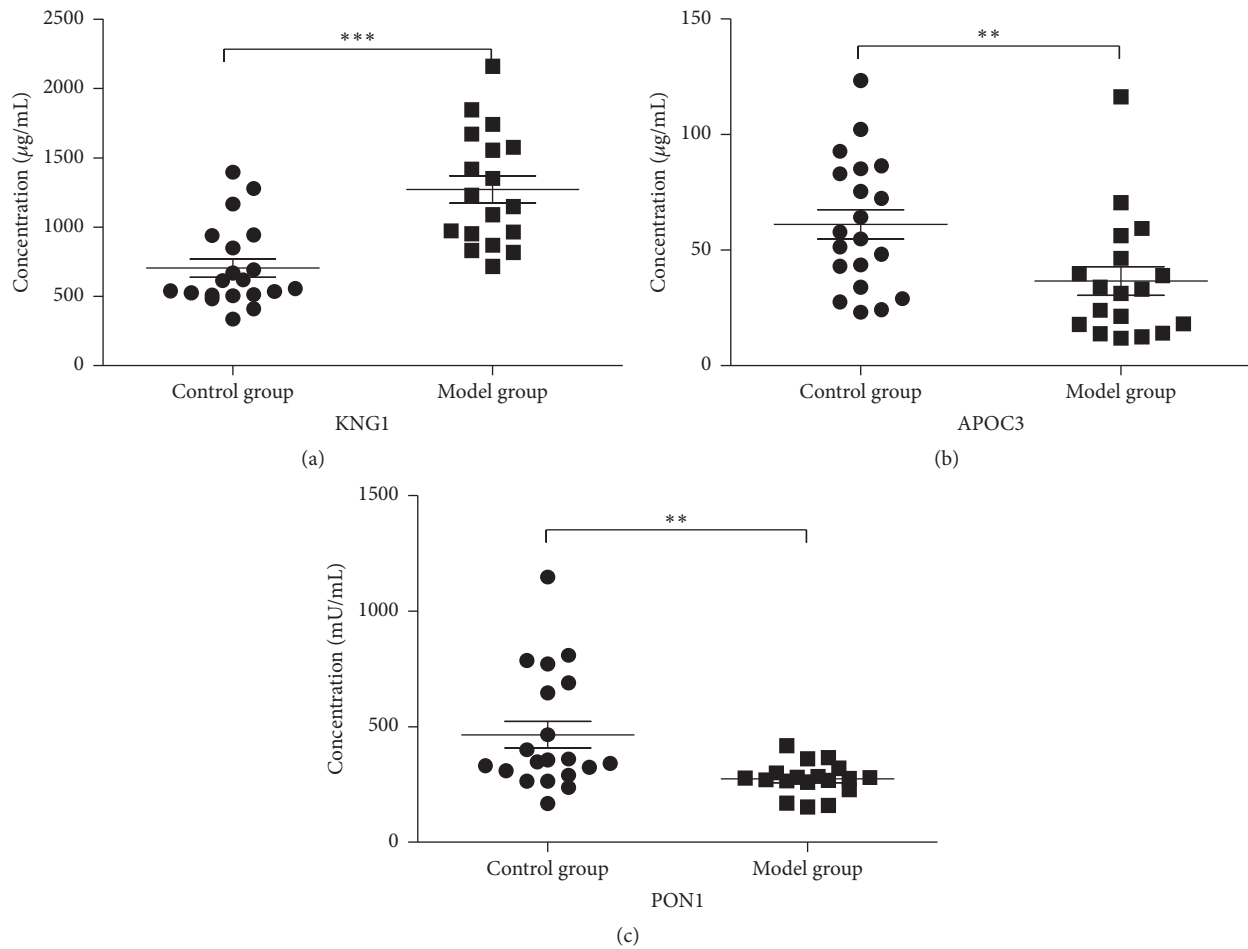 2500
2000
1500
1000
500
0
Concentration (μg/mL)
***
Control group
Model group
KNG1
(a)
150
100
50
0
Concentration (μg/mL)
**
Control group
Model group
APOC3
(b)
1500
1000
500
0
Concentration (mU/mL)
**
Control group
Model group
PON1
(c)